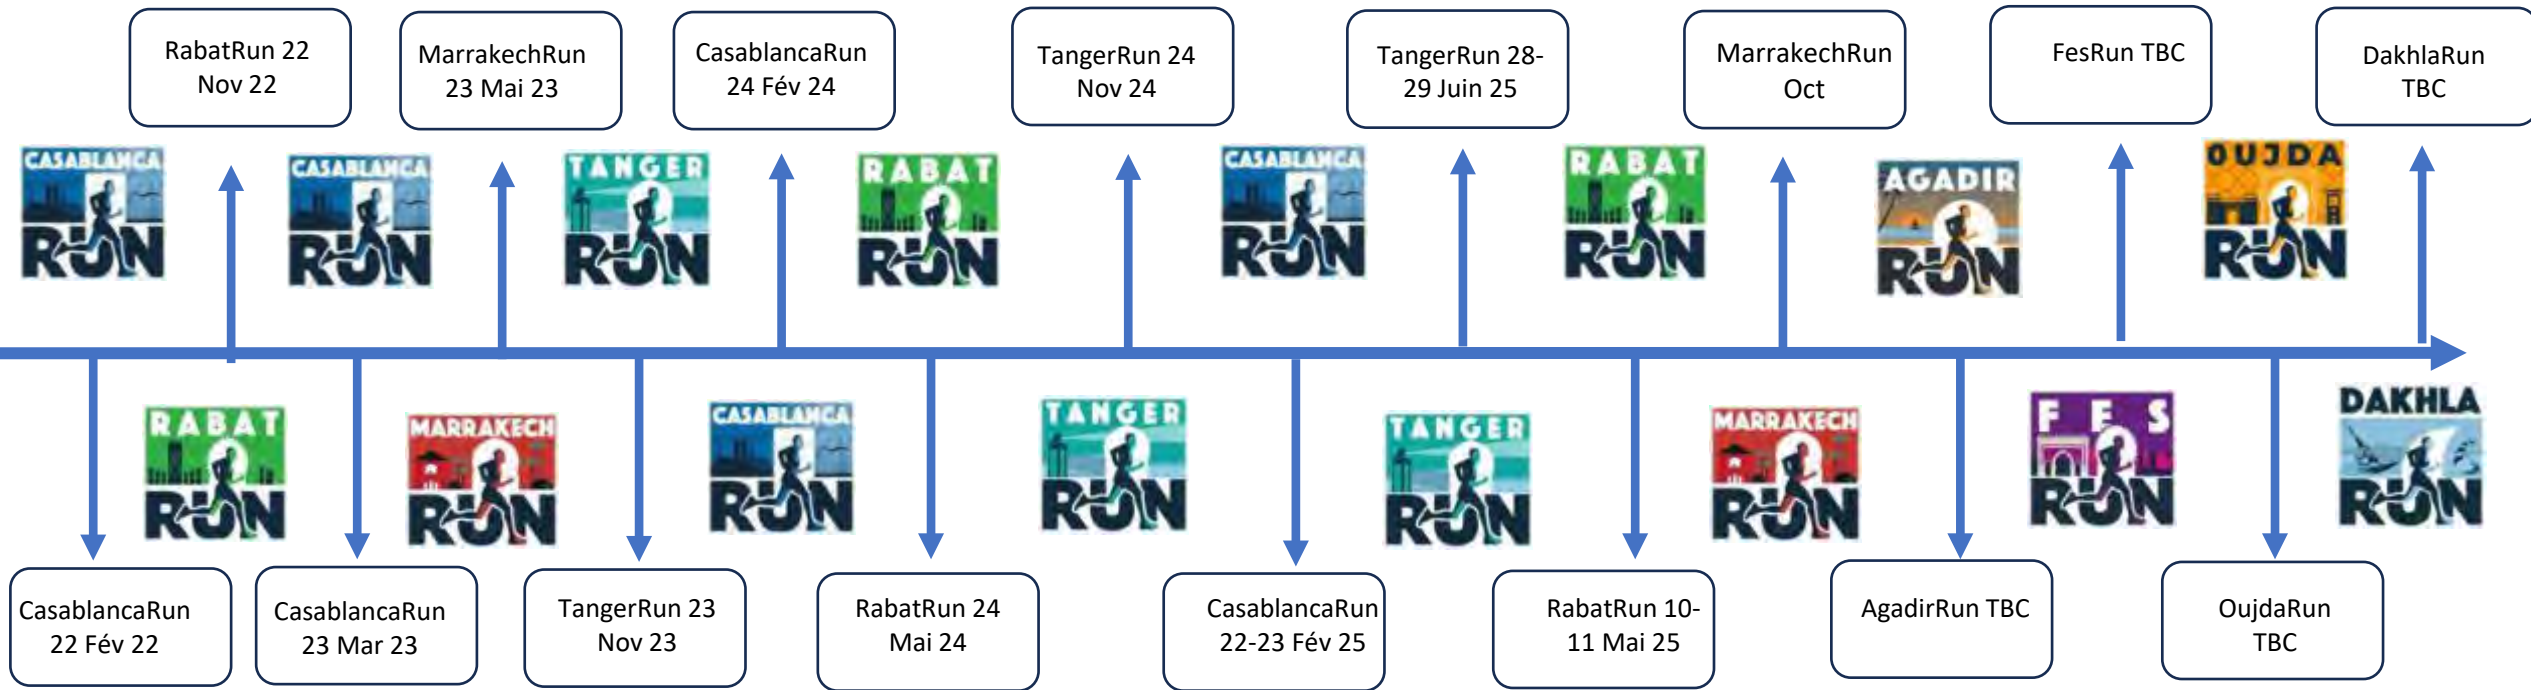 RabatRun 22
Nov 22
MarrakechRun
23 Mai 23
CasablancaRun
24 Fév 24
TangerRun 24
Nov 24
TangerRun 28-
29 Juin 25
MarrakechRun
Oct
FesRun TBC
DakhlaRun
TBC
CASABLANCA
RUN
CASABLANCA
RUN
TANGER
RUN
RABAT
RUN
CASABLANCA
RUN
RABAT
RUN
AGADIR
RUN
OUJDA
RUN
RABAT
RUN
MARRAKECH
RUN
CASABLANCA
RUN
TANGER
RUN
TANGER
RUN
MARRAKECH
RUN
FES
RUN
DAKHLA
RUN
CasablancaRun
22 Fév 22
CasablancaRun
23 Mar 23
TangerRun 23
Nov 23
RabatRun 24
Mai 24
CasablancaRun
22-23 Fév 25
RabatRun 10-
11 Mai 25
AgadirRun TBC
OujdaRun
TBC